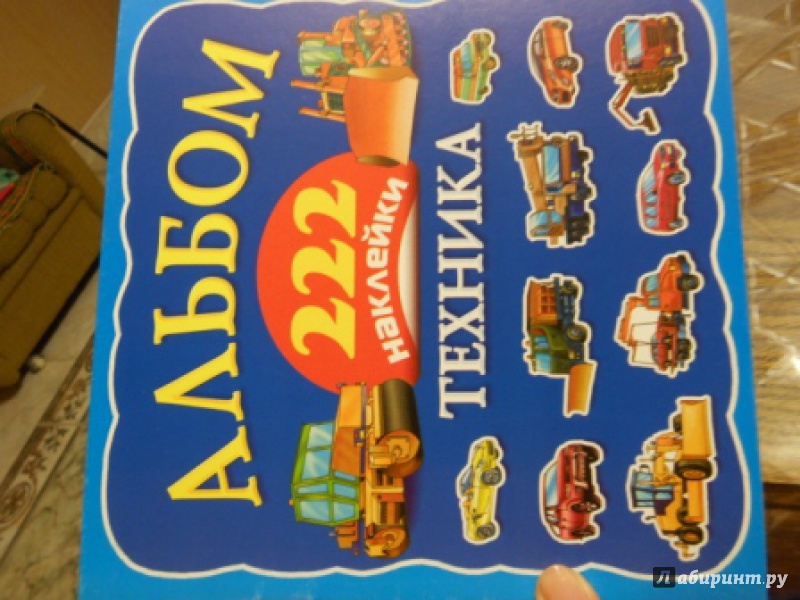 АЛЬБОМ
222
наклейки
ТЕХНИКА
Лабиринт.ру